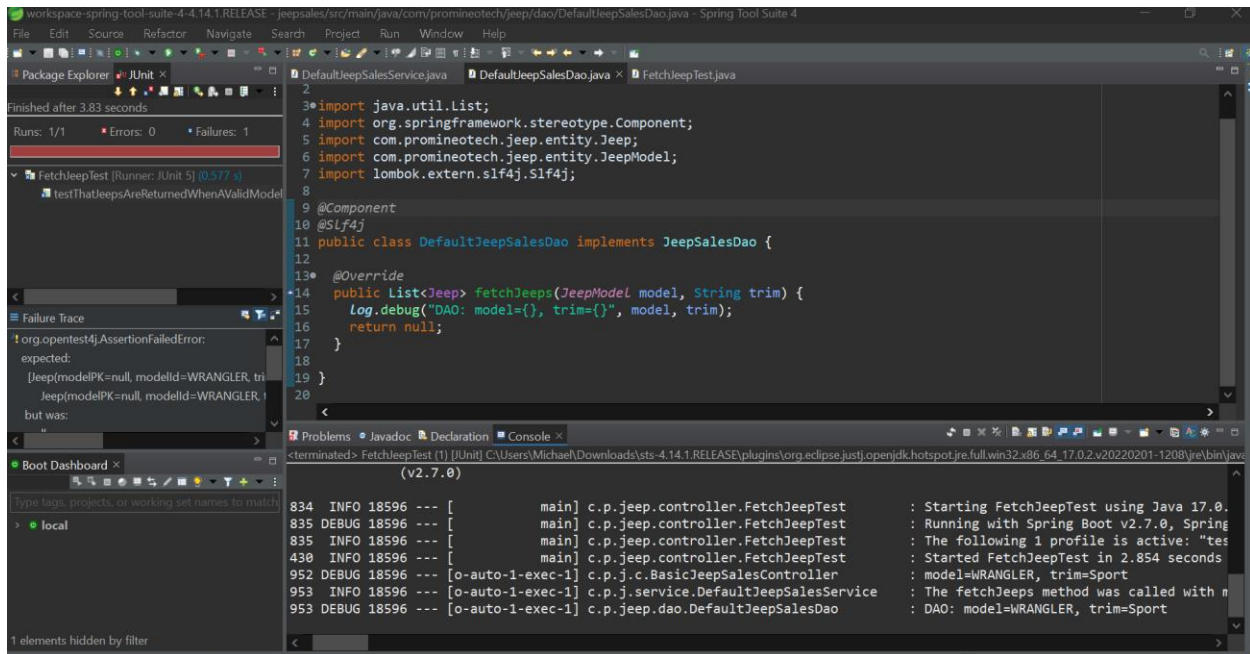 workspace-spring-tool-suite-4-4.14.1.RELEASE - jeepsales/src/main/java/com/promineotech/jeep/dao/DefaultJeepSalesDao.java - Spring Tool Suite 4
File Edit Source Refactor Navigate Search Project Run Window Help
Package Explorer JUnit ×
Finished after 3.83 seconds
Runs: 1/1 Errors: 0 Failures: 1
FetchJeepTest [Runner: JUnit 5] (0.577 s)
testThatJeepsAreReturnedWhenAValidModel
Failure Trace
org.opentest4j.AssertionFailedError:
expected:
[Jeep(modelPK=null, modelId=WRANGLER, tri
Jeep(modelPK=null, modelId=WRANGLER, t
but was:
"
Boot Dashboard ×
Type tags, projects, or working set names to match
local
1 elements hidden by filter
DefaultJeepSalesService.java DefaultJeepSalesDao.java × FetchJeepTest.java
2
3 import java.util.List;
4 import org.springframework.stereotype.Component;
5 import com.promineotech.jeep.entity.Jeep;
6 import com.promineotech.jeep.entity.JeepModel;
7 import lombok.extern.slf4j.Slf4j;
8
9 @Component
10 @Slf4j
11 public class DefaultJeepSalesDao implements JeepSalesDao {
12
13 @Override
14 public List<Jeep> fetchJeeps(JeepModel model, String trim) {
15 log.debug("DAO: model={}, trim={}", model, trim);
16 return null;
17 }
18
19 }
20
Problems Javadoc Declaration Console ×
<terminated> FetchJeepTest (1) [JUnit] C:\Users\Michael\Downloads\sts-4.14.1.RELEASE\plugins\org.eclipse.justj.openjdk.hotspot.jre.full.win32.x86_64_17.0.2.v20220201-1208\jre\bin\java
(v2.7.0)
834 INFO 18596 --- [ main] c.p.jeep.controller.FetchJeepTest : Starting FetchJeepTest using Java 17.0.
835 DEBUG 18596 --- [ main] c.p.jeep.controller.FetchJeepTest : Running with Spring Boot v2.7.0, Spring
835 INFO 18596 --- [ main] c.p.jeep.controller.FetchJeepTest : The following 1 profile is active: "tes
430 INFO 18596 --- [ main] c.p.jeep.controller.FetchJeepTest : Started FetchJeepTest in 2.854 seconds
952 DEBUG 18596 --- [o-auto-1-exec-1] c.p.j.c.BasicJeepSalesController : model=WRANGLER, trim=Sport
953 INFO 18596 --- [o-auto-1-exec-1] c.p.j.service.DefaultJeepSalesService : The fetchJeeps method was called with m
953 DEBUG 18596 --- [o-auto-1-exec-1] c.p.jeep.dao.DefaultJeepSalesDao : DAO: model=WRANGLER, trim=Sport